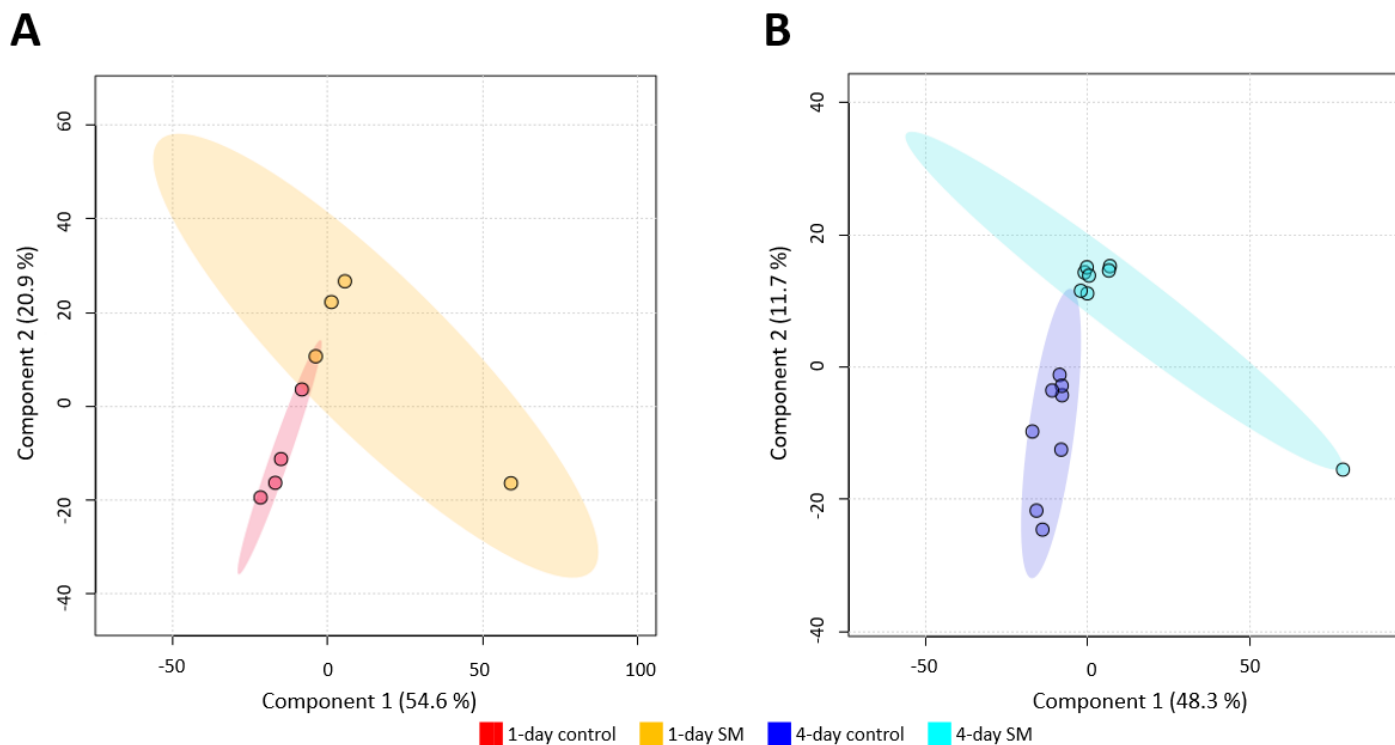 A
60
40
20
0
-20
-40
Component 2 (20.9 %)
-50
0
50
100
Component 1 (54.6 %)
B
40
20
0
-20
-40
Component 2 (11.7 %)
-50
0
50
Component 1 (48.3 %)
1-day control
1-day SM
4-day control
4-day SM